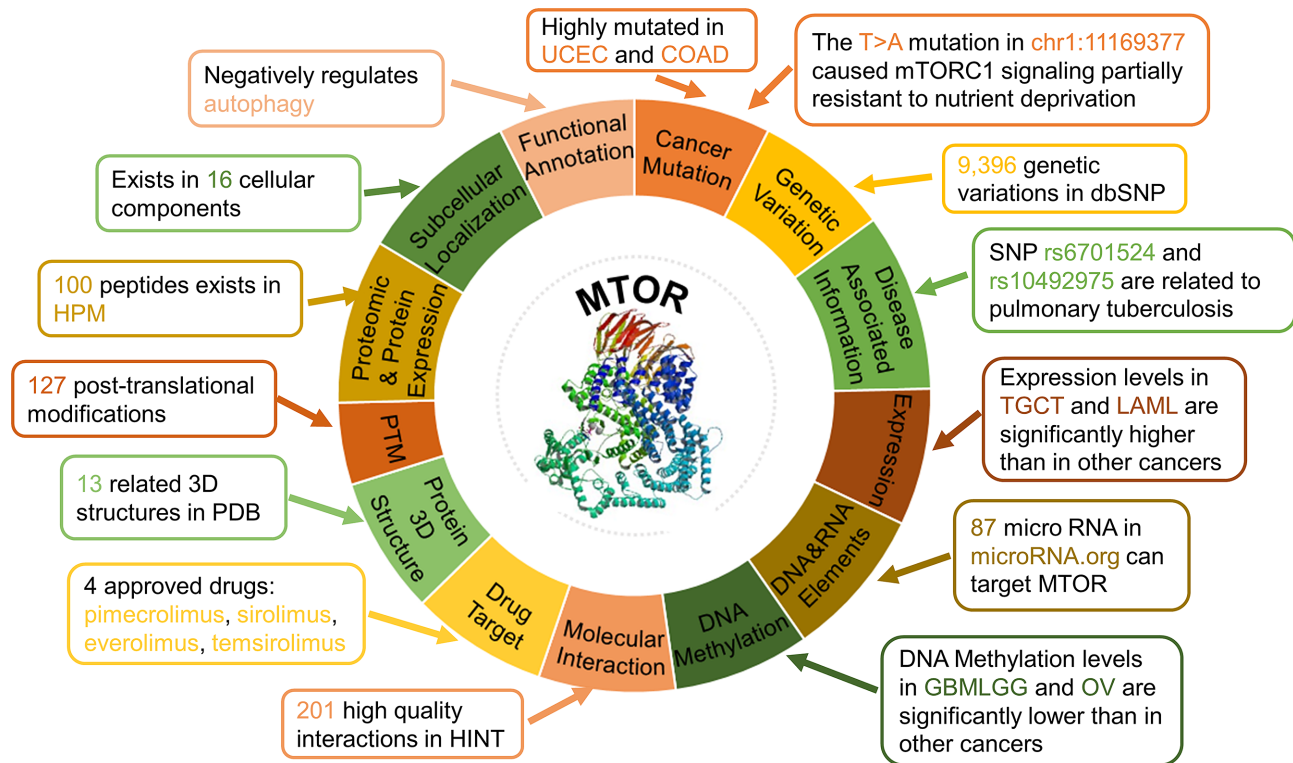 Highly mutated in
UCEC and COAD
The T>A mutation in chr1:11169377
caused mTORC1 signaling partially
resistant to nutrient deprivation
Negatively regulates
autophagy
Functional
Annotation
Cancer
Mutation
Genetic
Variation
9,396 genetic
variations in dbSNP
Exists in 16 cellular
components
Subcellular
Localization
Disease
Associated
Information
SNP rs6701524 and
rs10492975 are related to
pulmonary tuberculosis
100 peptides exists in
HPM
Proteomic
& Protein
Expression
MTOR
Expression
Expression levels in
TGCT and LAML are
significantly higher
than in other cancers
127 post-translational
modifications
PTM
13 related 3D
structures in PDB
Protein
3D
Structure
DNA&RNA
Elements
87 micro RNA in
microRNA.org can
target MTOR
4 approved drugs:
pimecrolimus, sirolimus,
everolimus, temsirolimus
Drug
Target
Molecular
Interaction
DNA
Methylation
DNA Methylation levels
in GBMLGG and OV are
significantly lower than in
other cancers
201 high quality
interactions in HINT